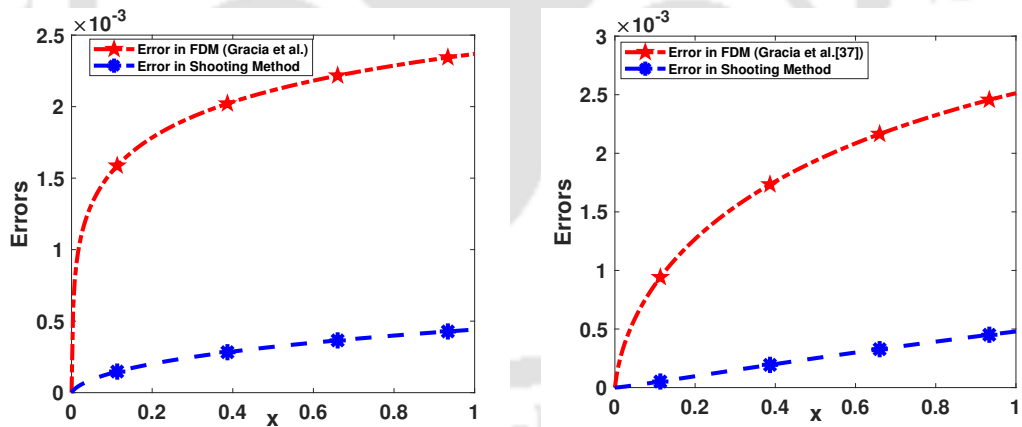 ×10⁻³
2.5
2
1.5
1
0.5
0
Errors
Error in FDM (Gracia et al.)
Error in Shooting Method
0 0.2 0.4 0.6 0.8 1
x
×10⁻³
3
2.5
2
1.5
1
0.5
0
Errors
Error in FDM (Gracia et al.[37])
Error in Shooting Method
0 0.2 0.4 0.6 0.8 1
x